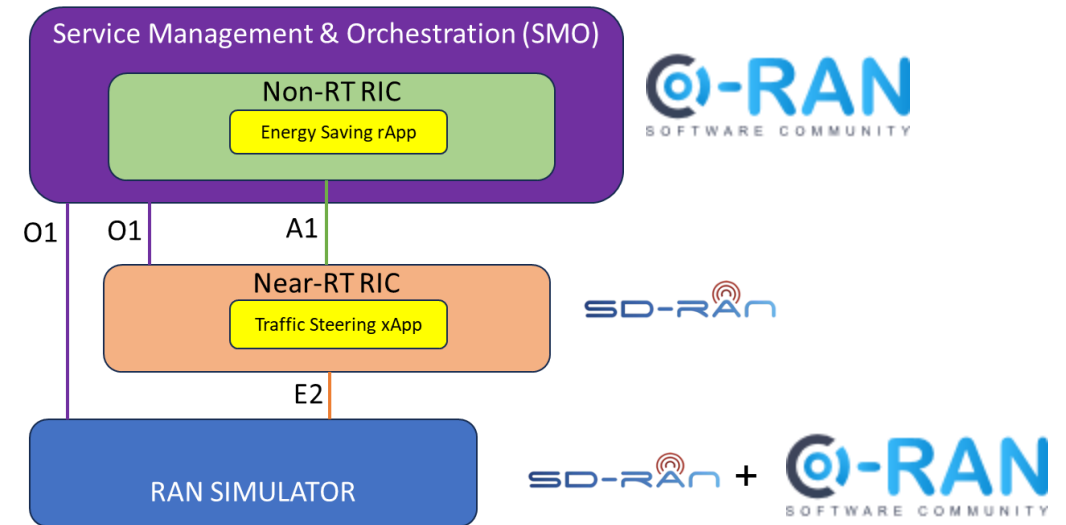 Service Management & Orchestration (SMO)
Non-RT RIC
Energy Saving rApp
O-RAN
SOFTWARE COMMUNITY
O1
O1
A1
Near-RT RIC
Traffic Steering xApp
SD-RAN
E2
RAN SIMULATOR
SD-RAN + O-RAN
SOFTWARE COMMUNITY